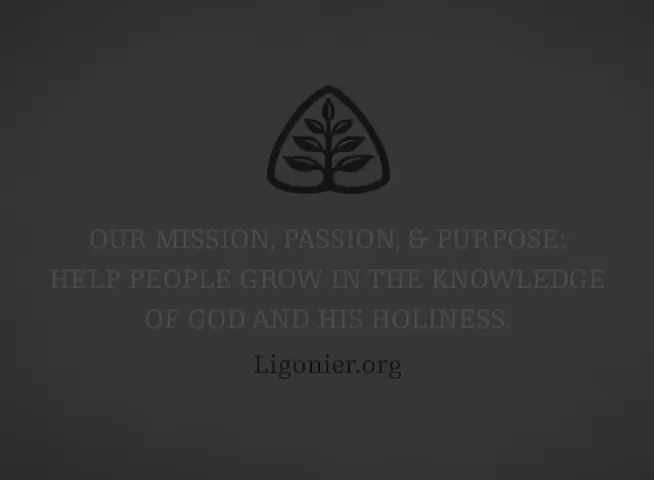 OUR MISSION, PASSION, & PURPOSE:
HELP PEOPLE GROW IN THE KNOWLEDGE
OF GOD AND HIS HOLINESS.
Ligonier.org